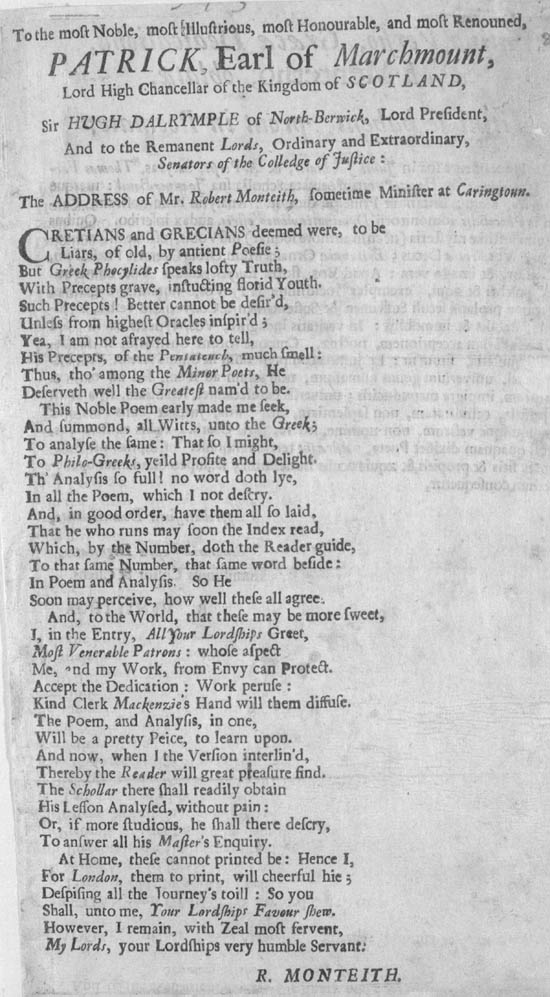 To the moſt Noble, moſt Illuſtrious, moſt Honourable, and moſt Renouned,
PATRICK, Earl of Marchmount,
Lord High Chancellar of the Kingdom of SCOTLAND,
Sir HUGH DALRYMPLE of North-Berwick, Lord Preſident,
And to the Remanent Lords, Ordinary and Extraordinary,
Senators of the Colledge of Juſtice:
The ADDRESS of Mr. Robert Monteith, ſometime Miniſter at Caringtoun.
CRETIANS and GRECIANS deemed were, to be
Liars, of old, by antient Poeſie;
But Greek Phocylides ſpeaks lofty Truth,
With Precepts grave, inſtucting florid Youth.
Such Precepts! Better cannot be deſir'd,
Unleſs from higheſt Oracles inſpir'd;
Yea, I am not afrayed here to tell,
His Precepts, of the Pentateuch, much ſmell:
Thus, tho' among the Minor Poets, He
Deſerveth well the Greateſt nam'd to be.
This Noble Poem early made me ſeek,
And ſummond, all Witts, unto the Greek;
To analyſe the ſame: That ſo I might,
To Philo-Greeks, yeild Profite and Delight.
Th' Analyſis ſo full! no word doth lye,
In all the Poem, which I not deſcry.
And, in good order, have them all ſo laid,
That he who runs may ſoon the Index read,
Which, by the Number, doth the Reader guide,
To that ſame Number, that ſame word beſide:
In Poem and Analyſis. So He
Soon may perceive, how well theſe all agree.
And, to the World, that theſe may be more ſweet,
I, in the Entry, All Your Lordſhips Greet,
Moſt Venerable Patrons: whoſe aſpect
Me, and my Work, from Envy can Protect.
Accept the Dedication: Work peruſe:
Kind Clerk Mackenzie's Hand will them diffuſe.
The Poem, and Analyſis, in one,
Will be a pretty Peice, to learn upon.
And now, when I the Verſion interlin'd,
Thereby the Reader will great pleaſure find.
The Schollar there ſhall readily obtain
His Leſſon Analyſed, without pain:
Or, if more ſtudious, he ſhall there deſcry,
To anſwer all his Maſter's Enquiry.
At Home, theſe cannot printed be: Hence I,
For London, them to print, will cheerful hie;
Deſpiſing all the Journey's toill: So you
Shall, unto me, Your Lordſhips Favour ſhew.
However, I remain, with Zeal moſt fervent,
My Lords, your Lordſhips very humble Servant:
R. MONTEITH.